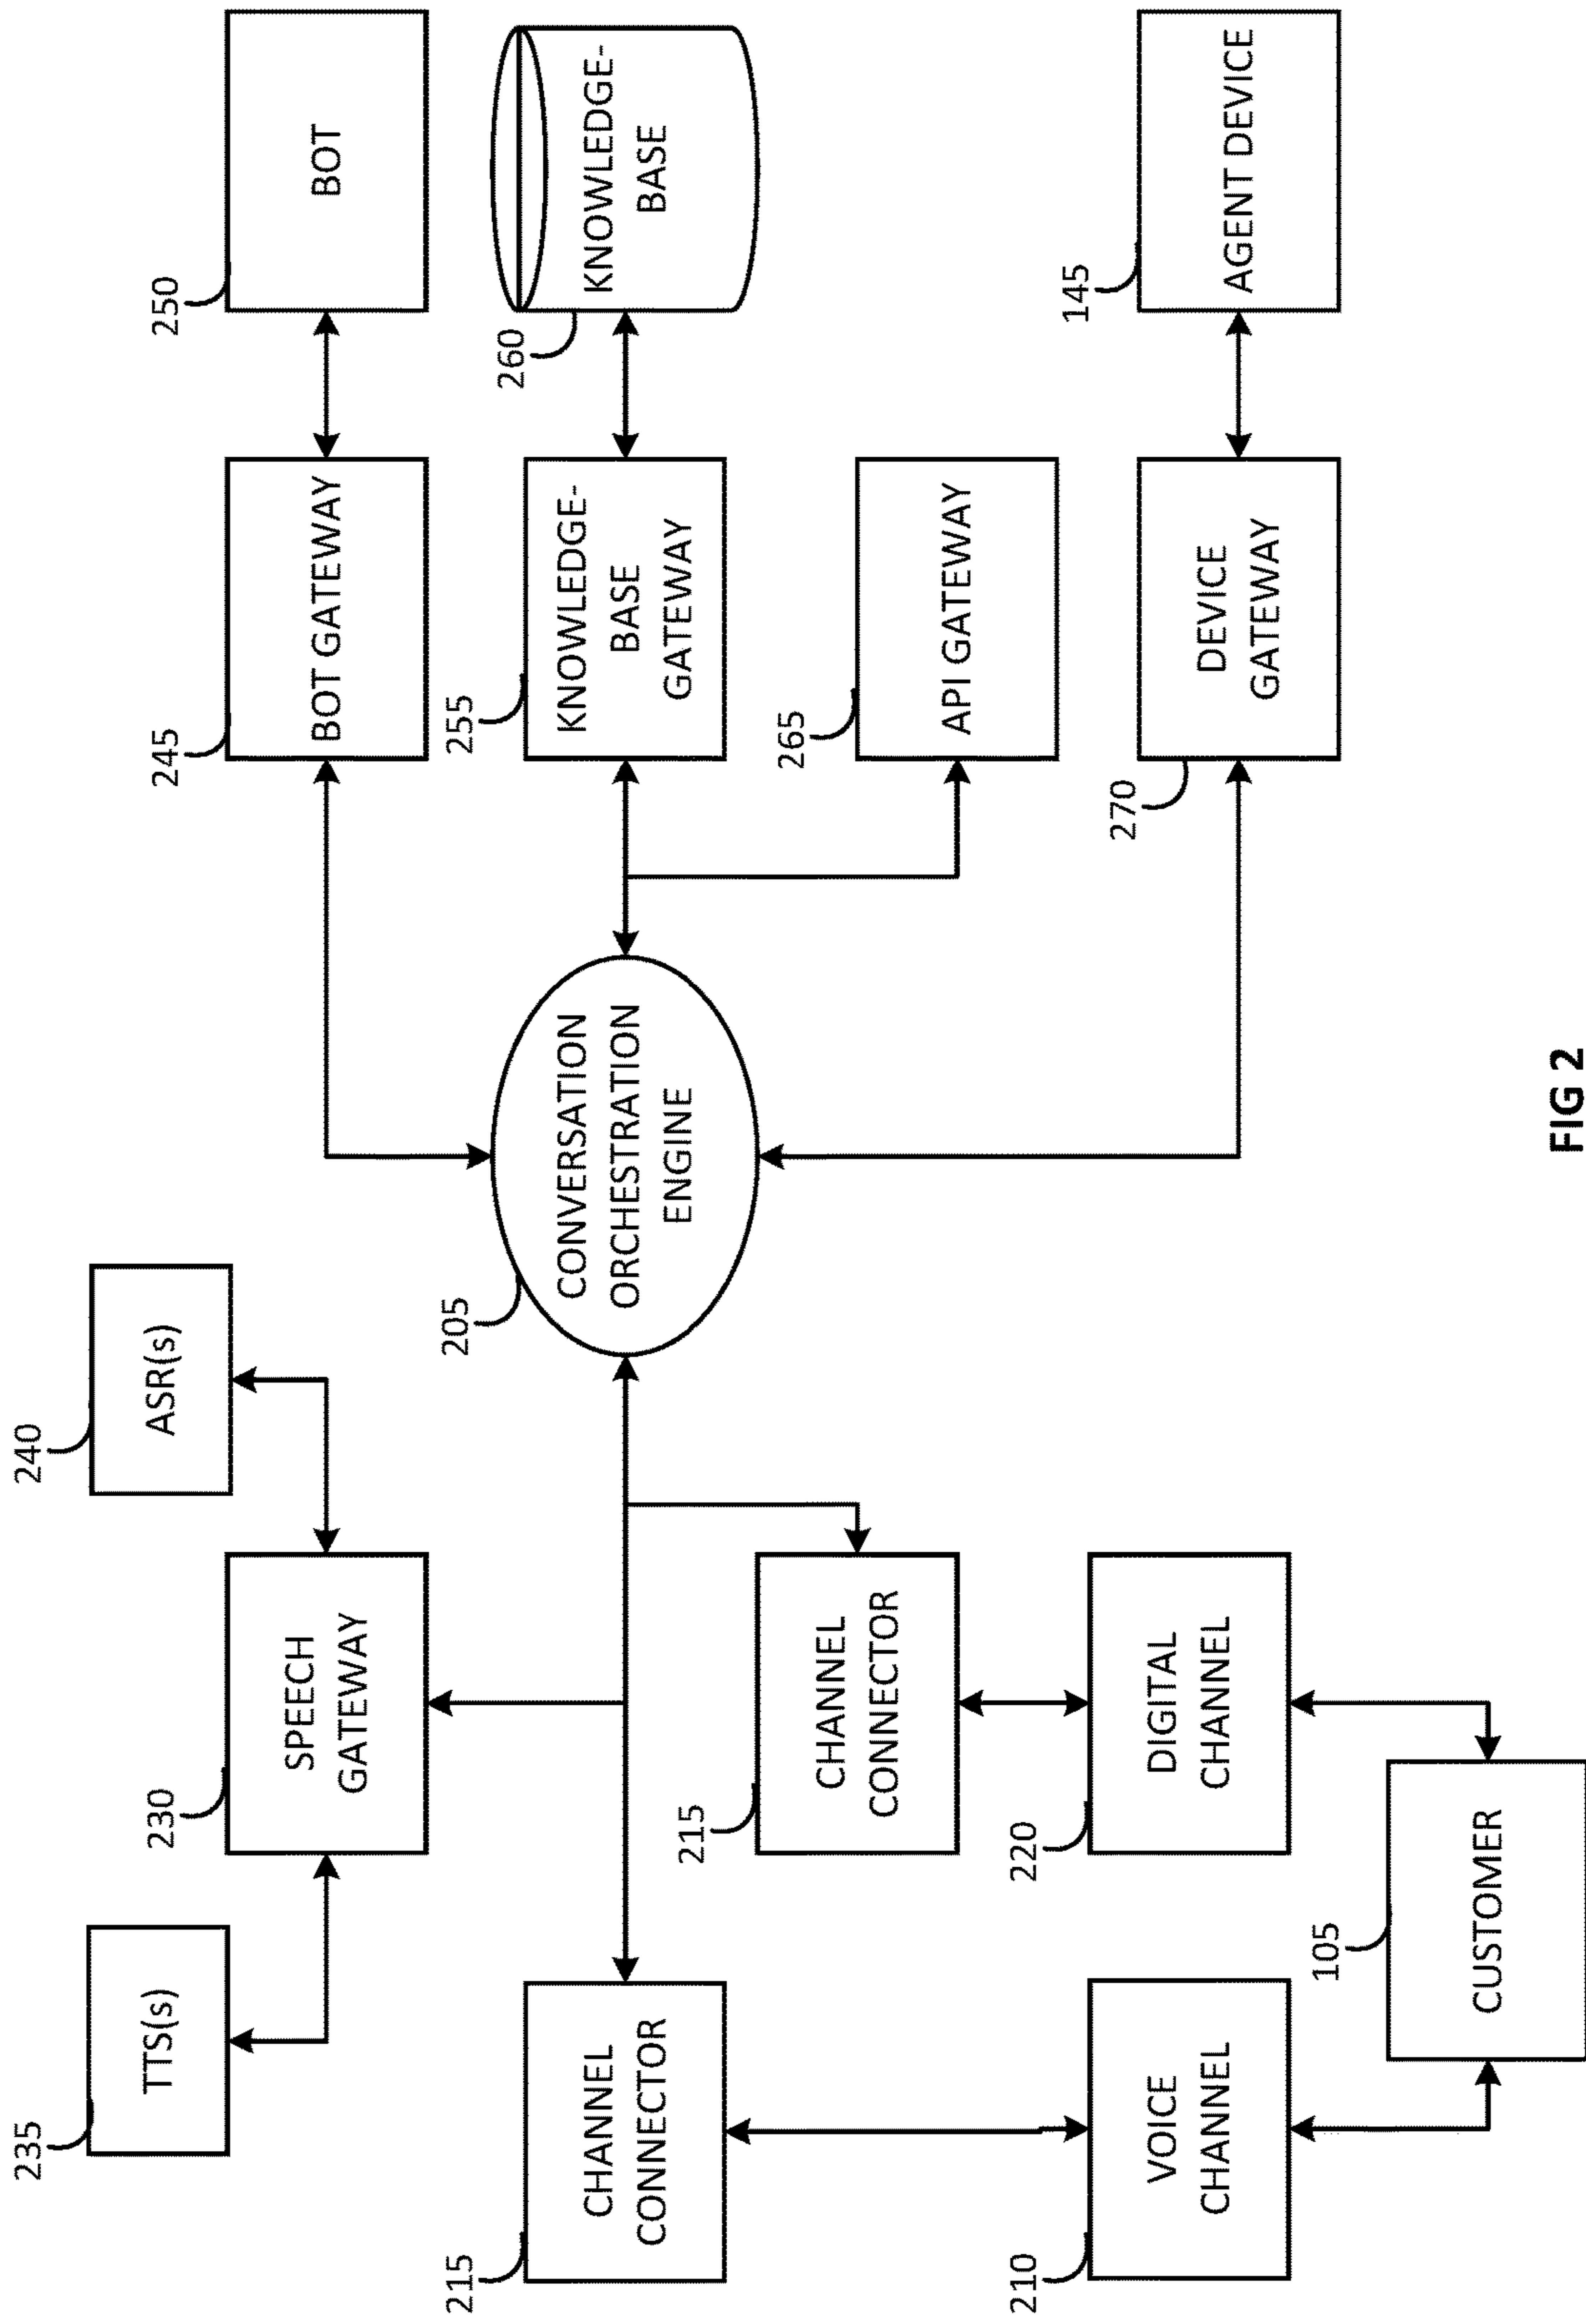 235
TTS(s)
240
ASR(s)
230
SPEECH
GATEWAY
245
BOT GATEWAY
250
BOT
215
CHANNEL
CONNECTOR
205
CONVERSATION
ORCHESTRATION
ENGINE
255
KNOWLEDGE-
BASE
GATEWAY
260
KNOWLEDGE-
BASE
215
CHANNEL
CONNECTOR
265
API GATEWAY
210
VOICE
CHANNEL
220
DIGITAL
CHANNEL
270
DEVICE
GATEWAY
145
AGENT DEVICE
105
CUSTOMER
FIG 2